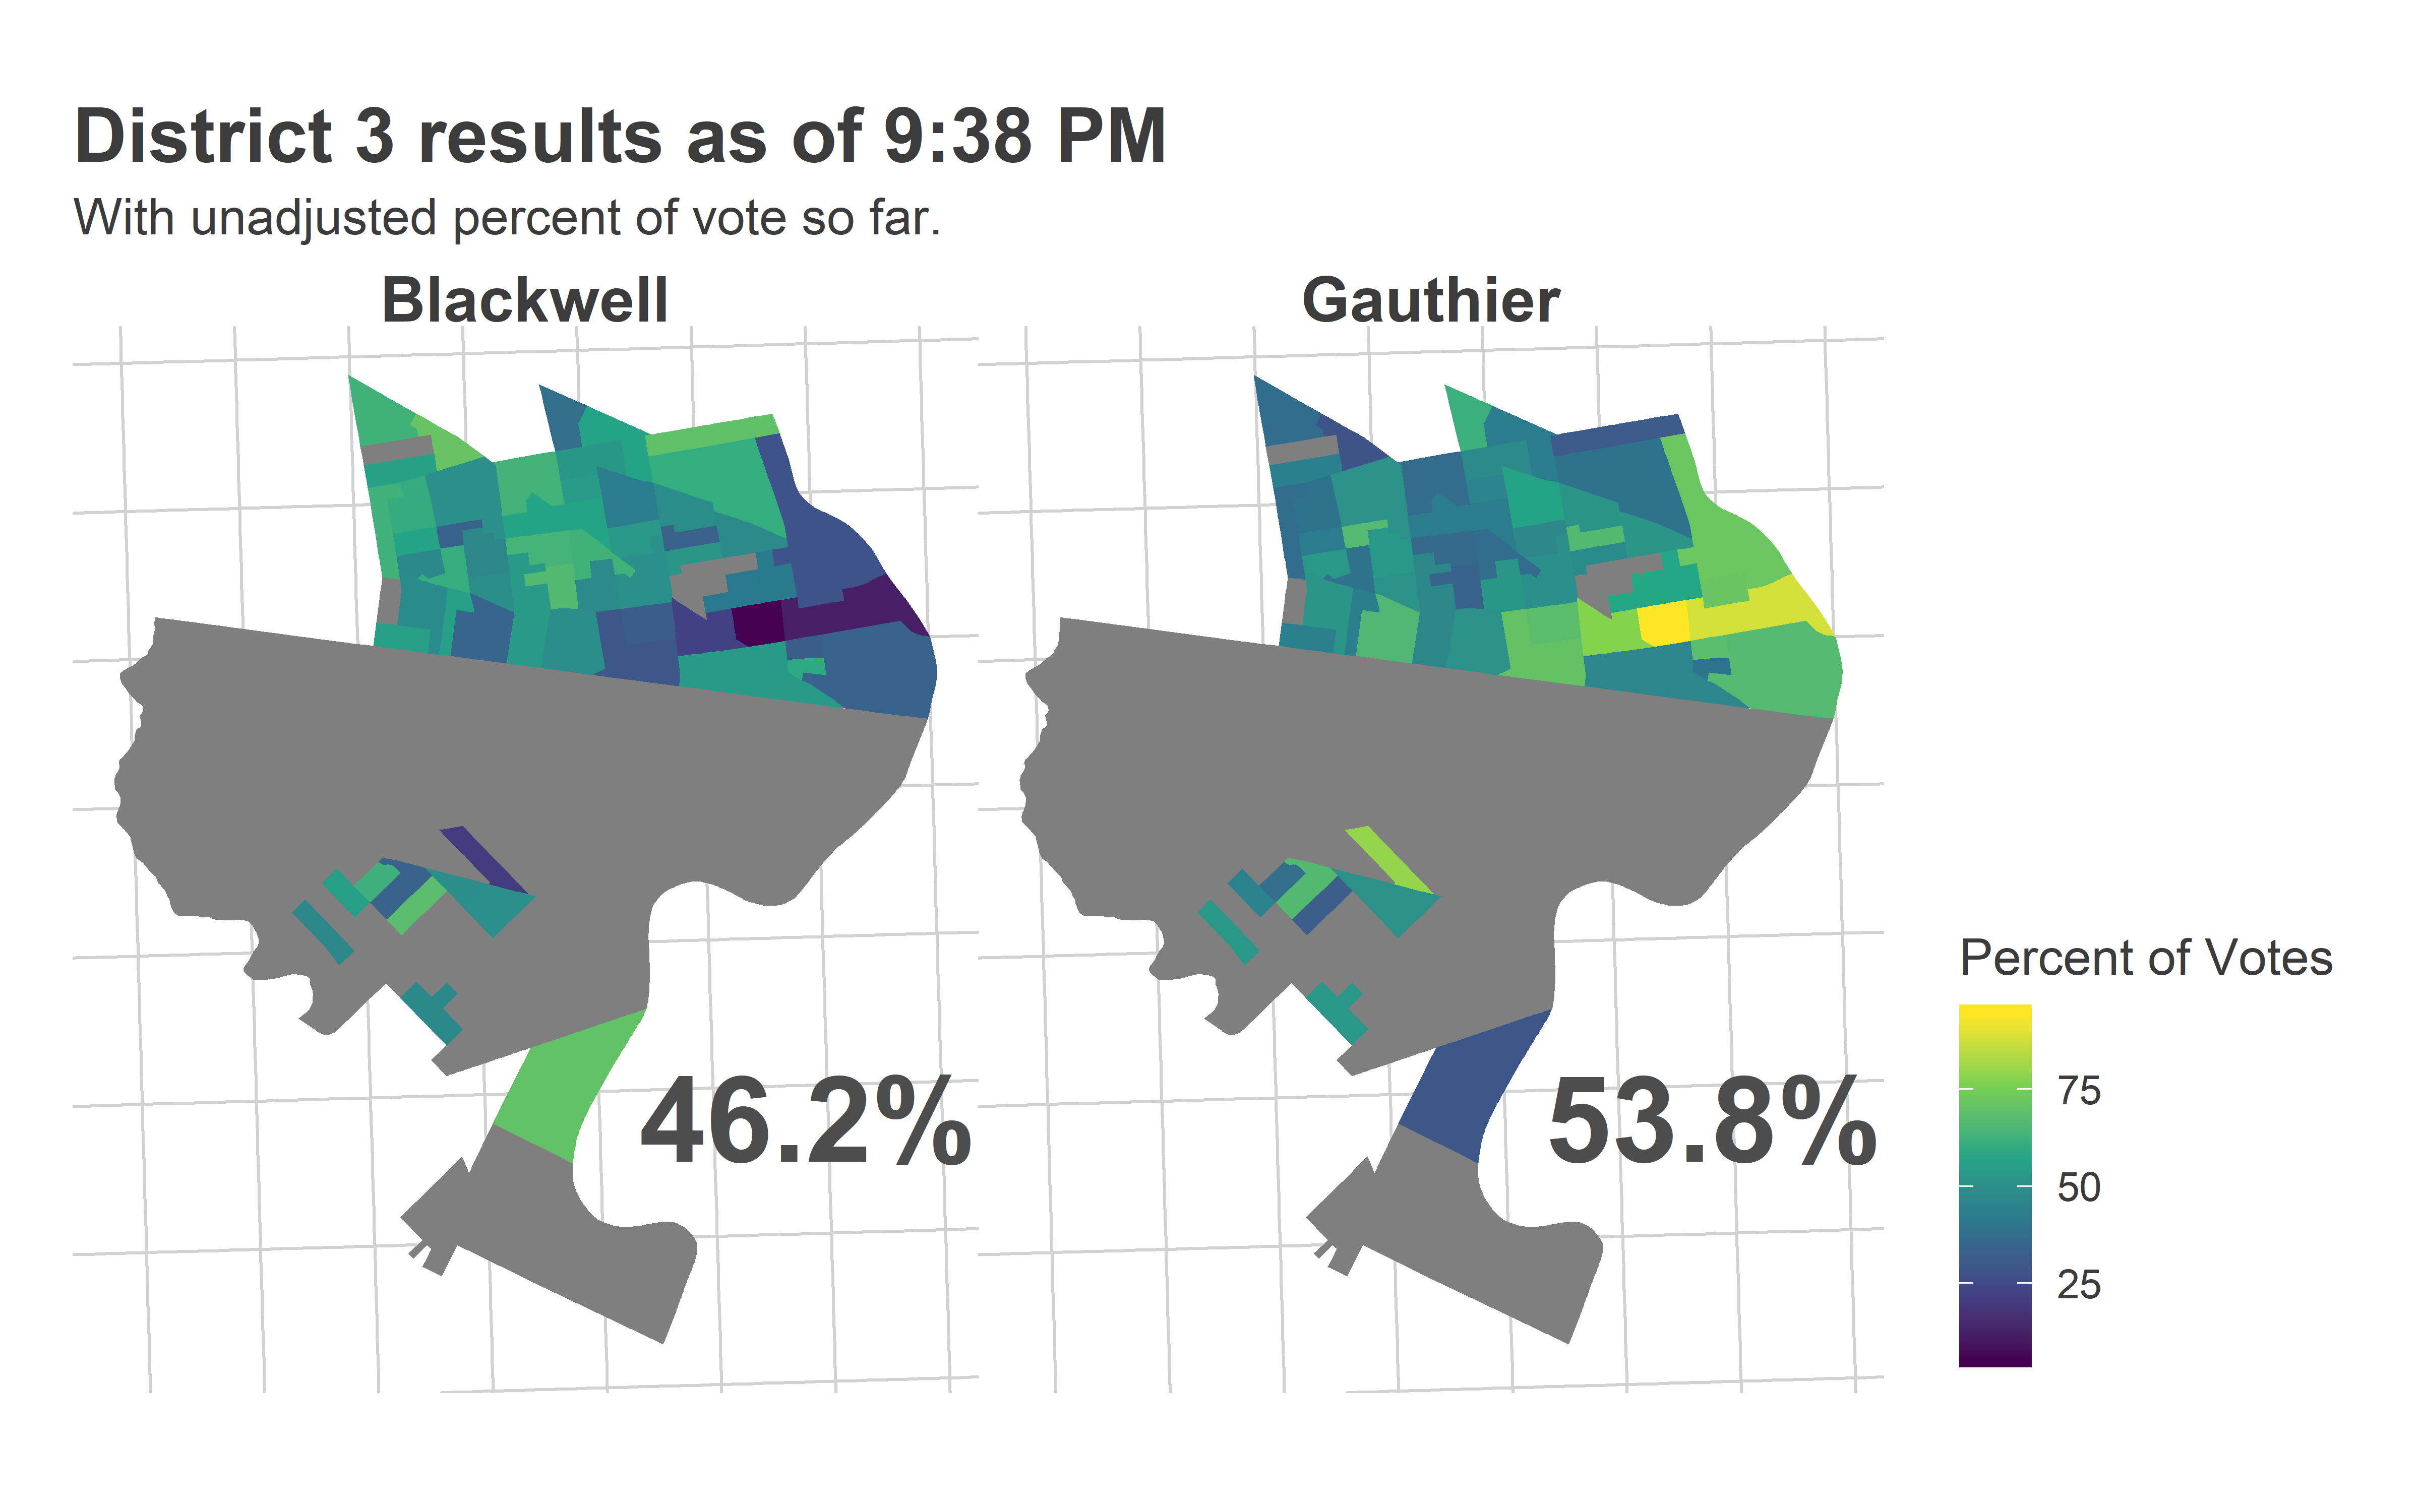 District 3 results as of 9:38 PM
With unadjusted percent of vote so far.
Blackwell
Gauthier
46.2%
53.8%
Percent of Votes
75
50
25